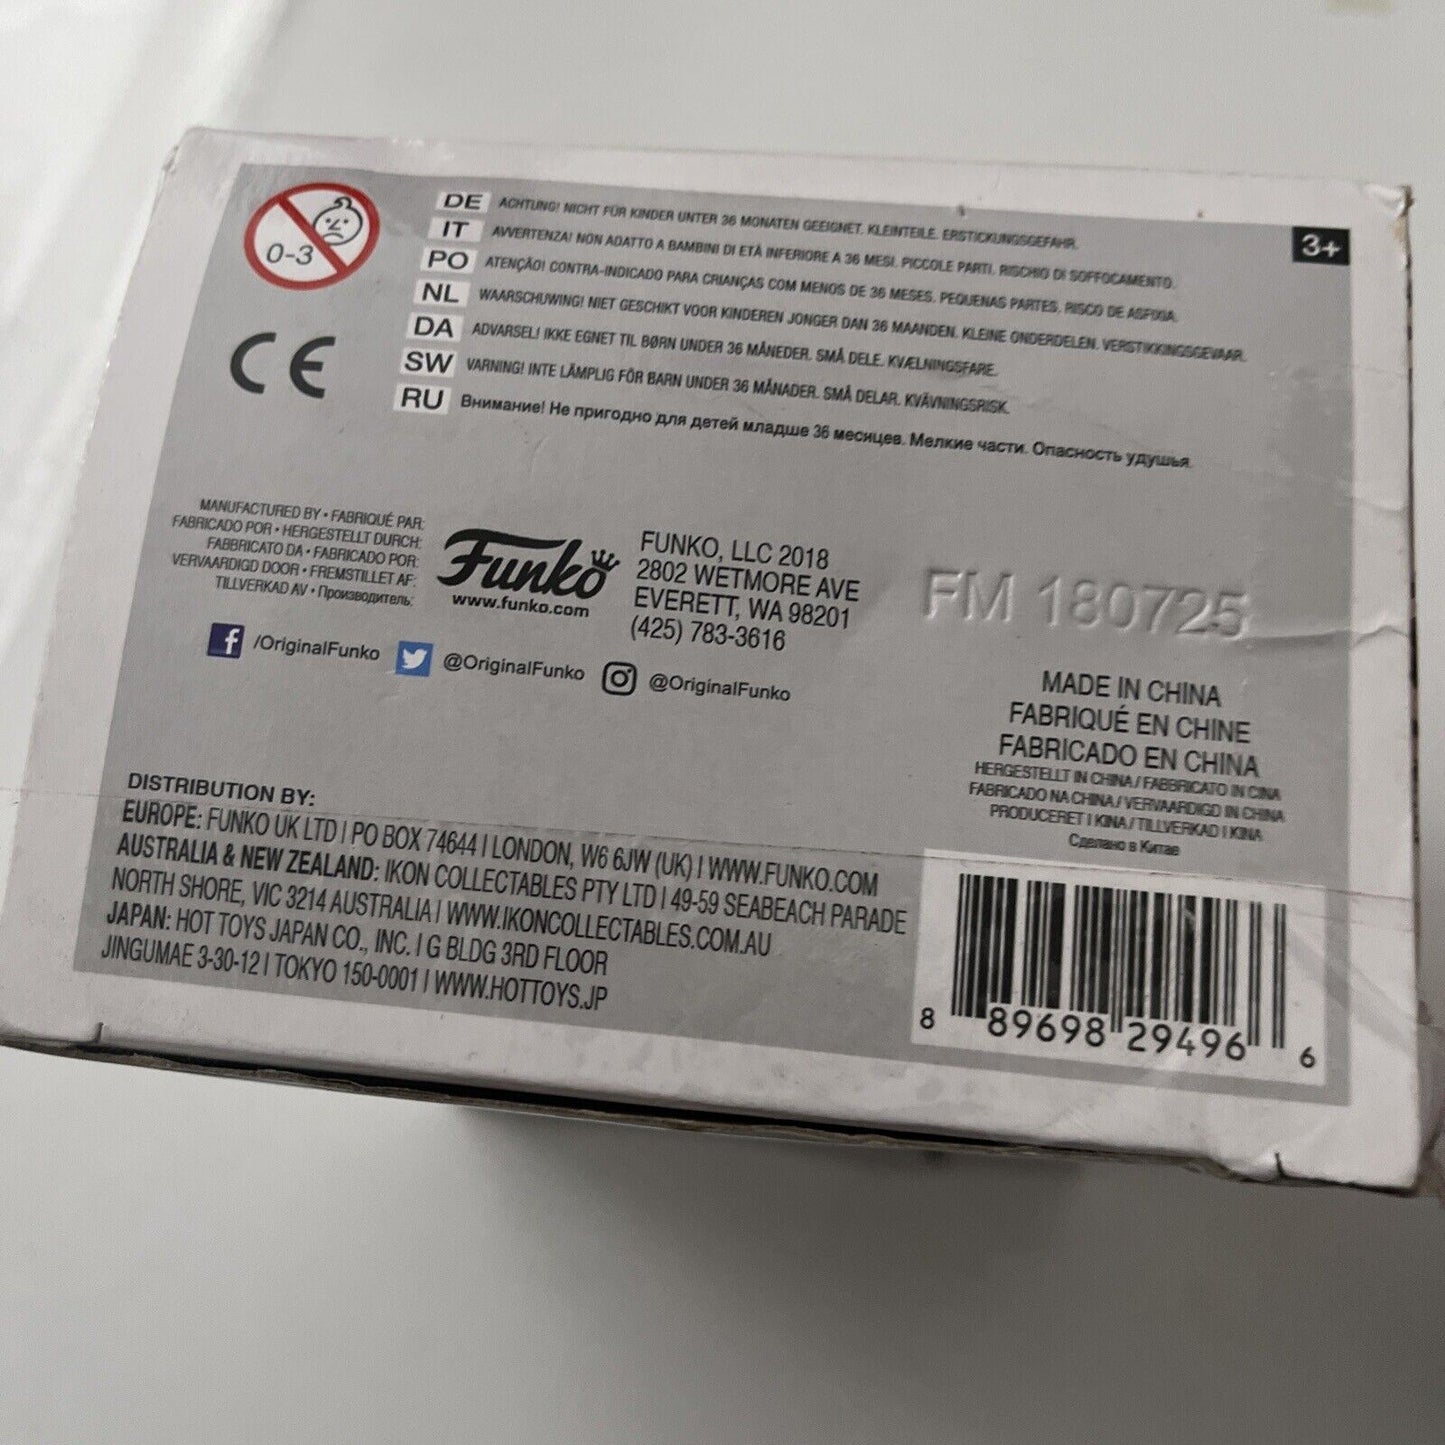 0-3
3+
DE ACHTUNG! NICHT FÜR KINDER UNTER 36 MONATEN GEEIGNET. KLEINTEILE. ERSTICKUNGSGEFAHR.
IT AVVERTENZA! NON ADATTO A BAMBINI DI ETÀ INFERIORE A 36 MESI. PICCOLE PARTI. RISCHIO DI SOFFOCAMENTO.
PO ATENÇÃO! CONTRA-INDICADO PARA CRIANÇAS COM MENOS DE 36 MESES. PEQUENAS PARTES. RISCO DE ASFIXIA.
NL WAARSCHUWING! NIET GESCHIKT VOOR KINDEREN JONGER DAN 36 MAANDEN. KLEINE ONDERDELEN. VERSTIKKINGSGEVAAR.
DA ADVARSEL! IKKE EGNET TIL BØRN UNDER 36 MÅNEDER. SMÅ DELE. KVÆLNINGSFARE.
SW VARNING! INTE LÄMPLIG FÖR BARN UNDER 36 MÅNADER. SMÅ DELAR. KVÄVNINGSRISK.
RU Внимание! Не пригодно для детей младше 36 месяцев. Мелкие части. Опасность удушья.
CE
MANUFACTURED BY • FABRIQUÉ PAR:
FABRICADO POR • HERGESTELLT DURCH:
FABBRICATO DA • FABRICADO POR:
VERVAARDIGD DOOR • FREMSTILLET AF:
TILLVERKAD AV • Производитель:
Funko
www.funko.com
FUNKO, LLC 2018
2802 WETMORE AVE
EVERETT, WA 98201
(425) 783-3616
FM 180725
f /OriginalFunko @OriginalFunko @OriginalFunko
MADE IN CHINA
FABRIQUÉ EN CHINE
FABRICADO EN CHINA
HERGESTELLT IN CHINA / FABBRICATO IN CINA
FABRICADO NA CHINA / VERVAARDIGD IN CHINA
PRODUCERET I KINA / TILLVERKAD I KINA
Сделано в Китае
DISTRIBUTION BY:
EUROPE: FUNKO UK LTD | PO BOX 74644 | LONDON, W6 6JW (UK) | WWW.FUNKO.COM
AUSTRALIA & NEW ZEALAND: IKON COLLECTABLES PTY LTD | 49-59 SEABEACH PARADE
NORTH SHORE, VIC 3214 AUSTRALIA | WWW.IKONCOLLECTABLES.COM.AU
JAPAN: HOT TOYS JAPAN CO., INC. | G BLDG 3RD FLOOR
JINGUMAE 3-30-12 | TOKYO 150-0001 | WWW.HOTTOYS.JP
8 89698 29496 6